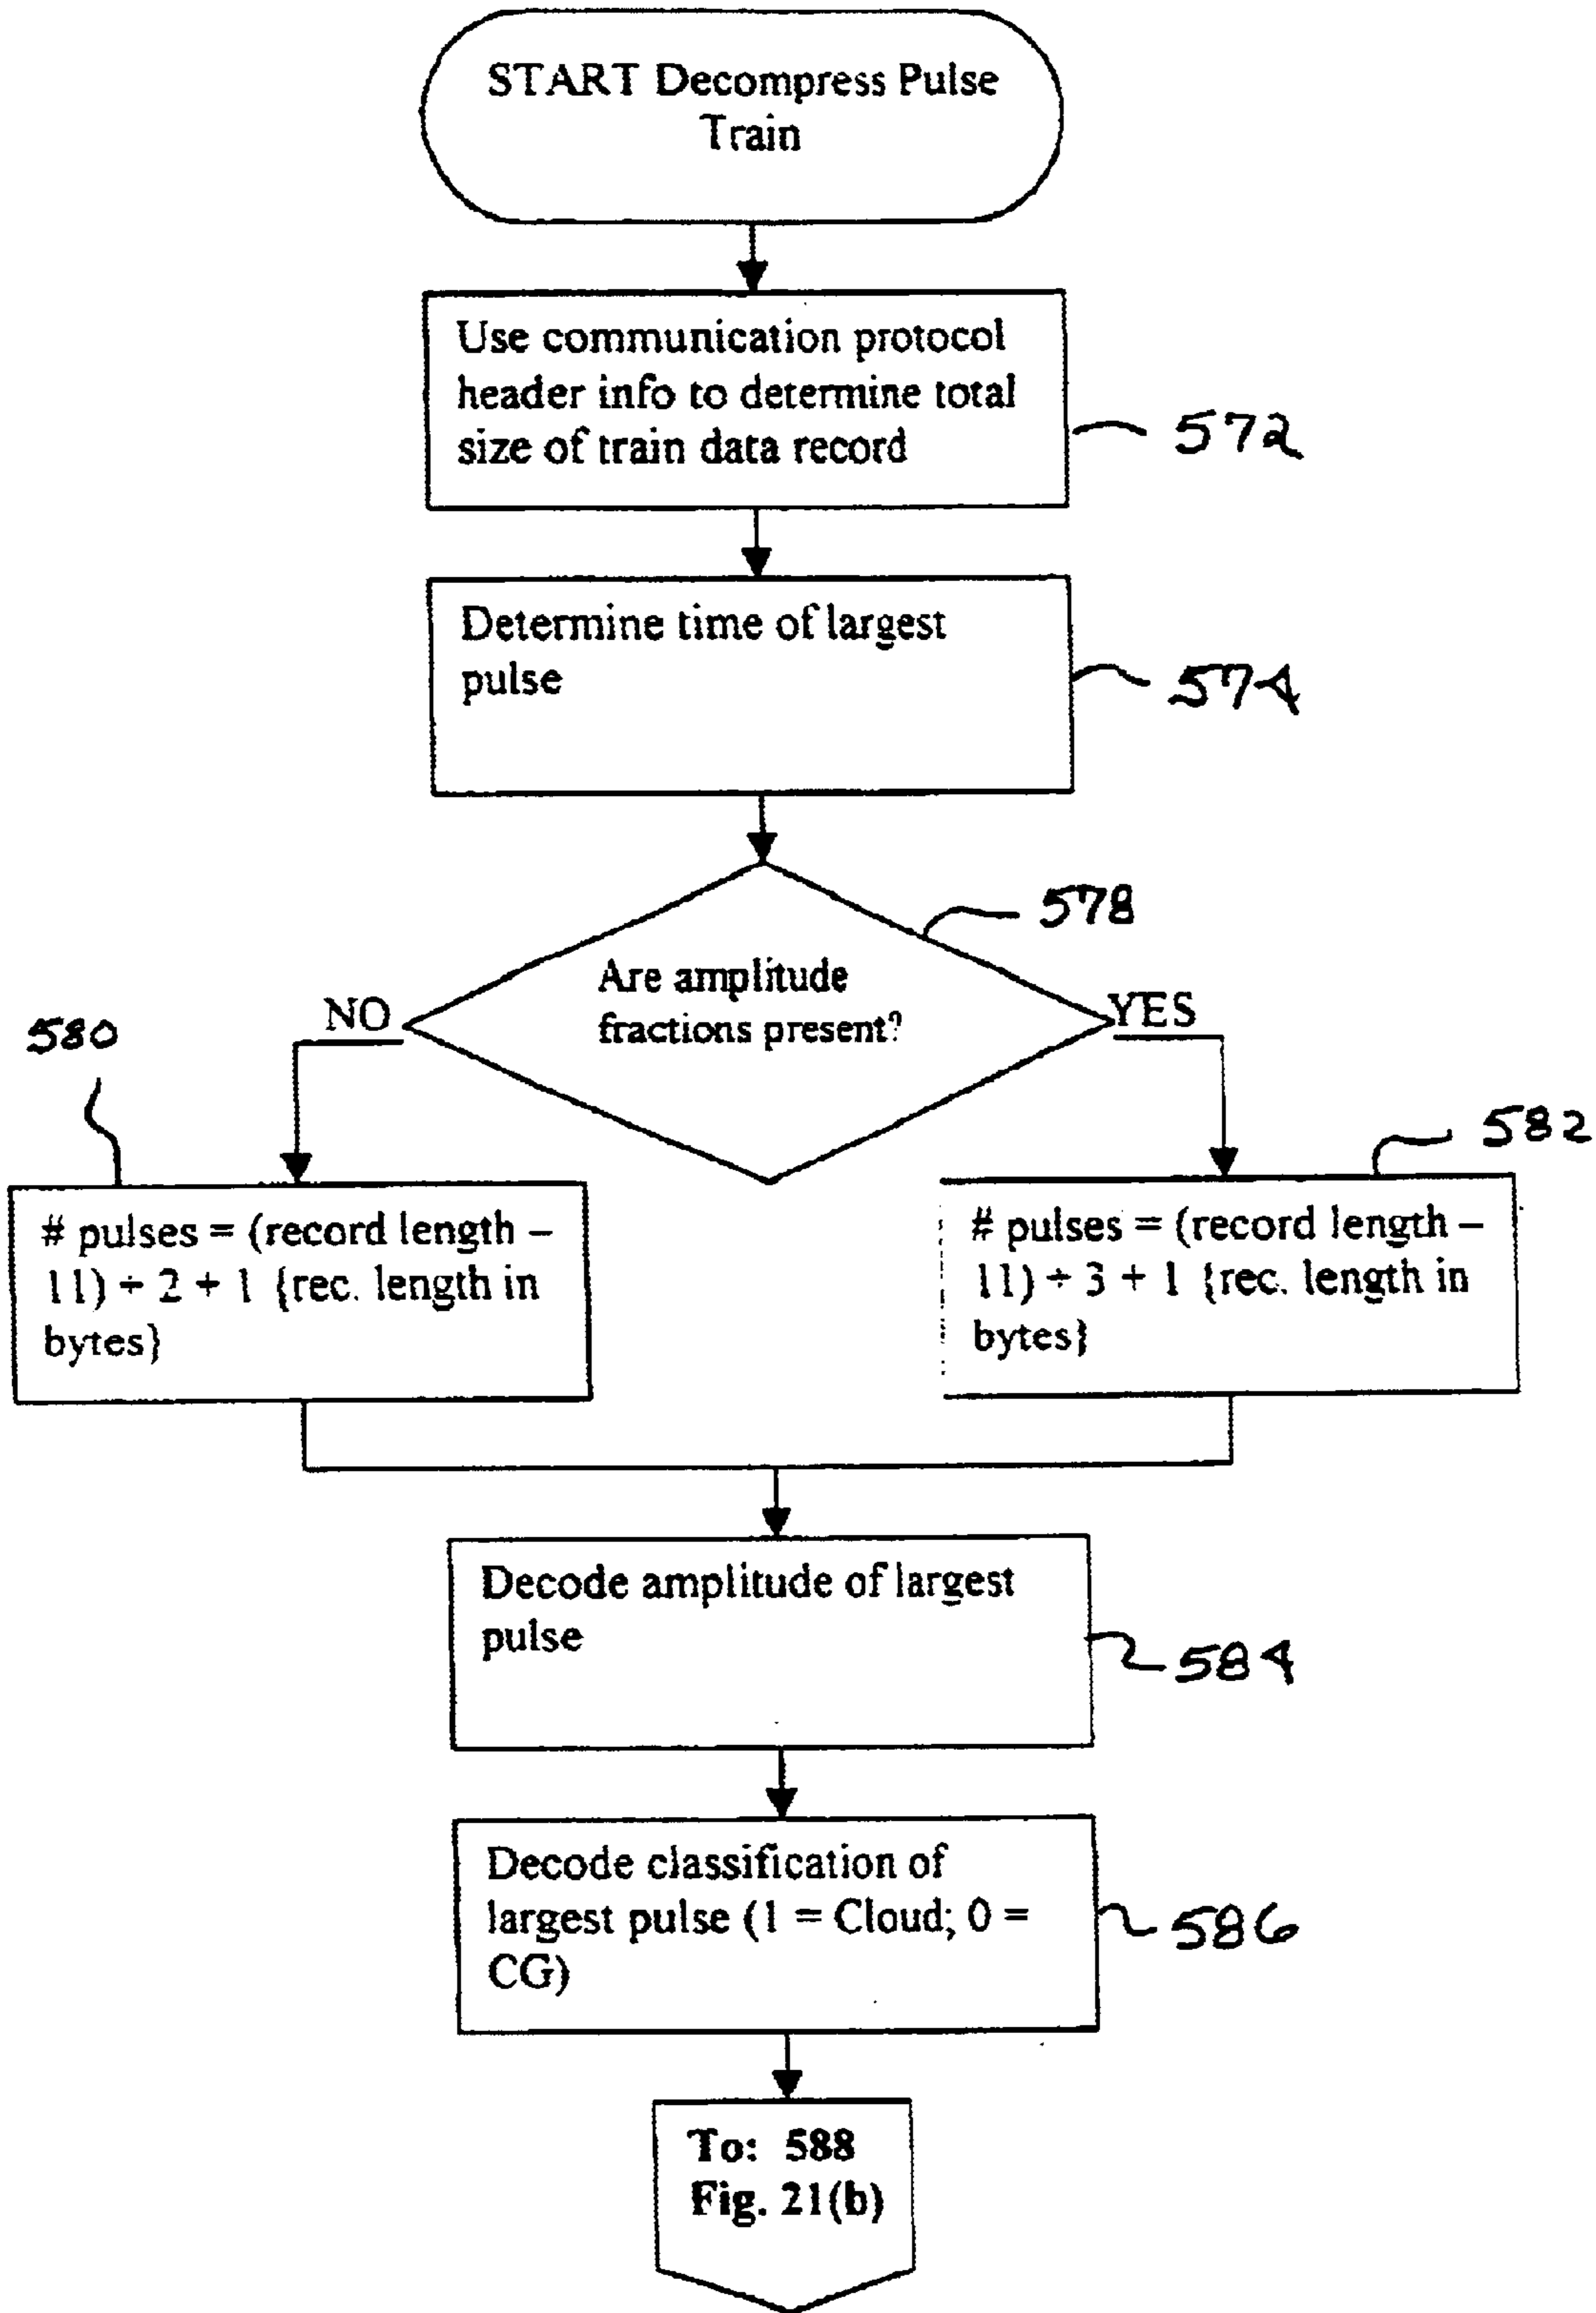 START Decompress Pulse
Train
Use communication protocol
header info to determine total
size of train data record
572
Determine time of largest
pulse
574
578
Are amplitude
fractions present?
NO
YES
580
582
# pulses = (record length –
11) ÷ 2 + 1 {rec. length in
bytes}
# pulses = (record length –
11) ÷ 3 + 1 {rec. length in
bytes}
Decode amplitude of largest
pulse
584
Decode classification of
largest pulse (1 = Cloud; 0 =
CG)
586
To: 588
Fig. 21(b)